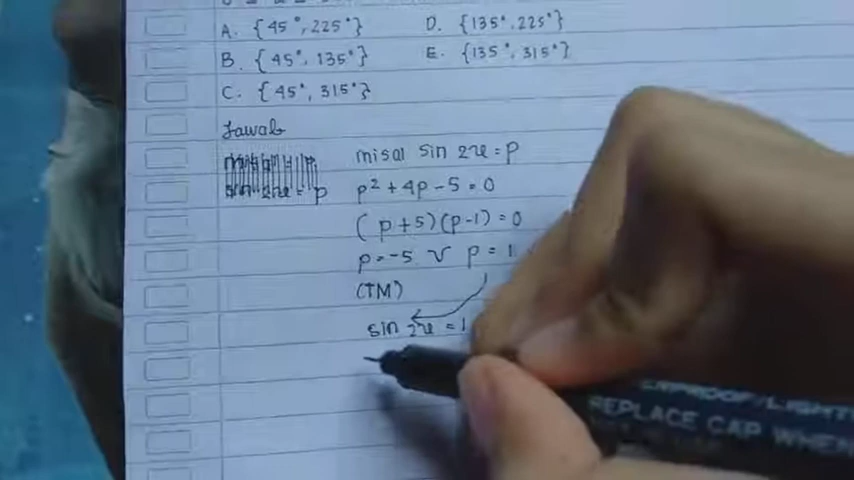 A. {45°, 225°} D. {135°, 225°}
B. {45°, 135°} E. {135°, 315°}
C. {45°, 315°}
Jawab
misal sin 2x = p
p² + 4p - 5 = 0
(p + 5)(p - 1) = 0
p = -5 v p = 1
(TM)
sin 2x = 1
REPLACE CAP WHEN